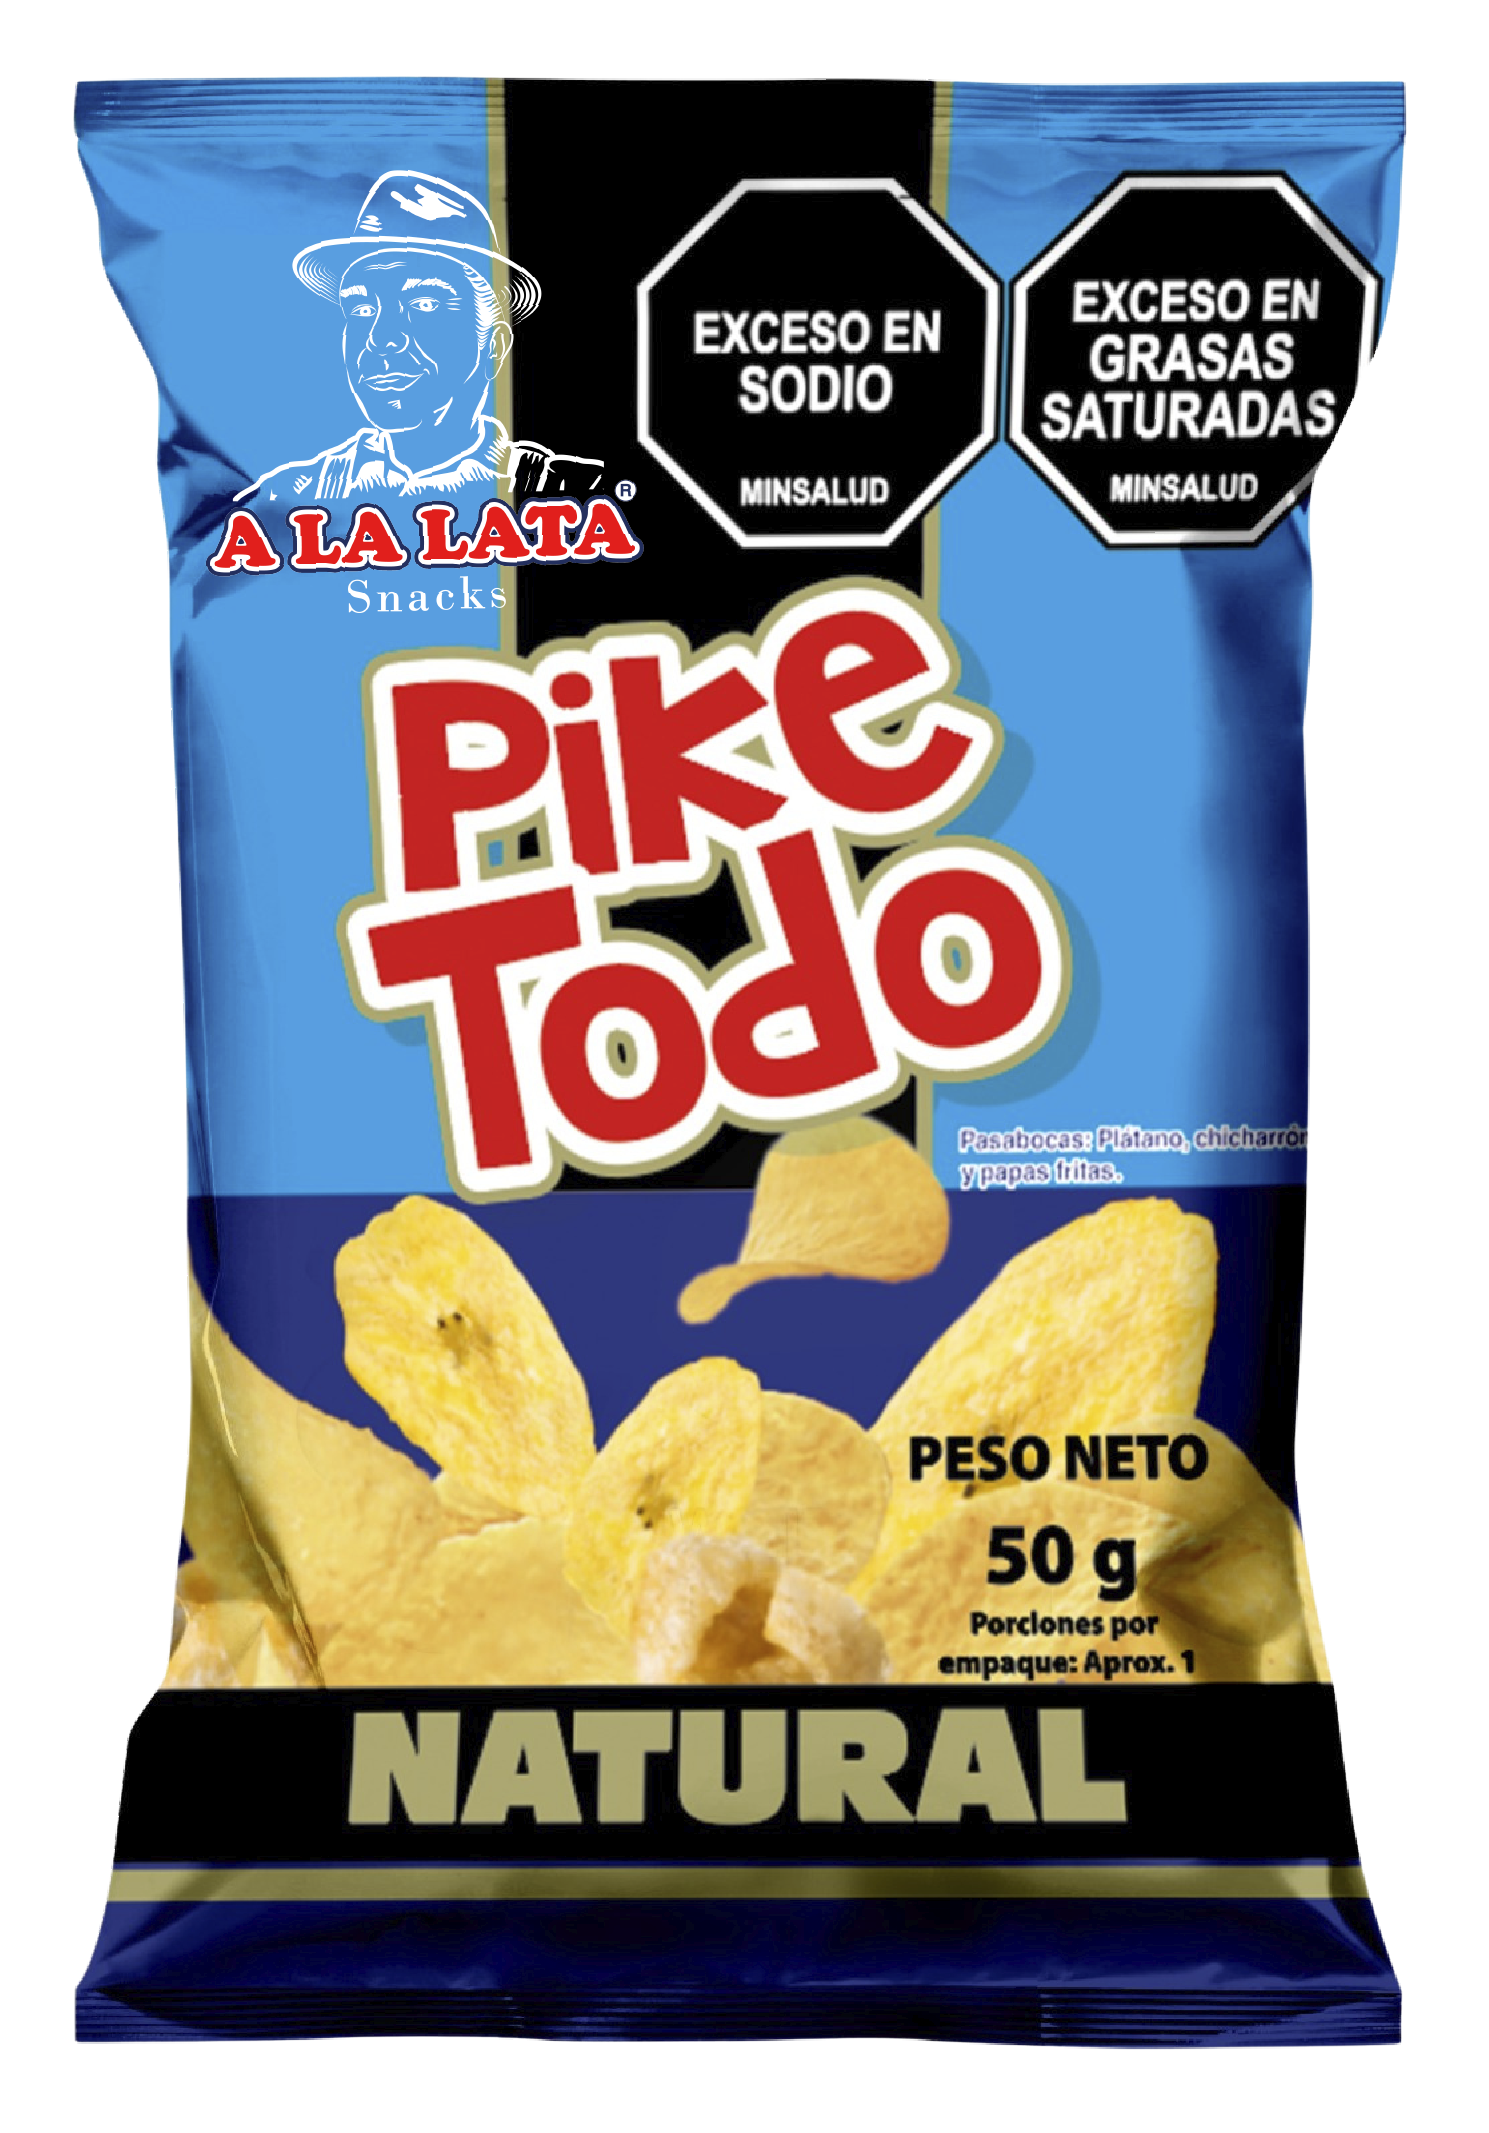 EXCESO EN
SODIO
MINSALUD
EXCESO EN
GRASAS
SATURADAS
MINSALUD
A LA LATA®
Snacks
Pike
Todo
Pasabocas: Plátano, chicharrón
y papas fritas.
PESO NETO
50 g
Porciones por
empaque: Aprox. 1
NATURAL